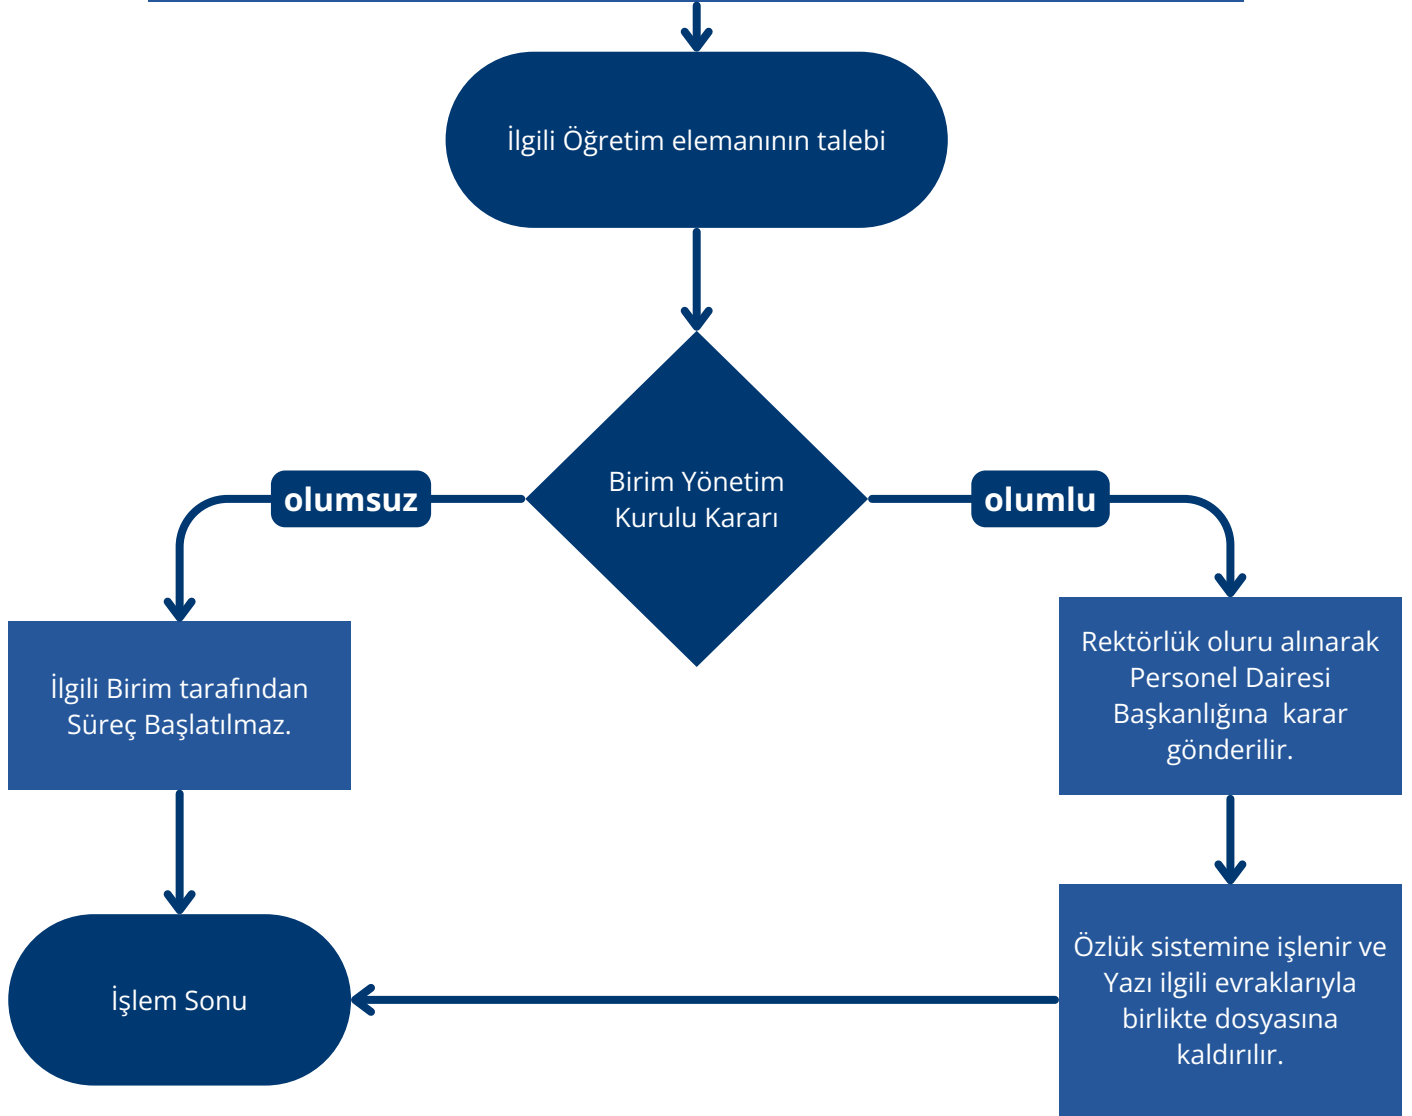 İlgili Öğretim elemanının talebi
Birim Yönetim
Kurulu Kararı
olumsuz
olumlu
İlgili Birim tarafından
Süreç Başlatılmaz.
Rektörlük oluru alınarak
Personel Dairesi
Başkanlığına karar
gönderilir.
İşlem Sonu
Özlük sistemine işlenir ve
Yazı ilgili evraklarıyla
birlikte dosyasına
kaldırılır.